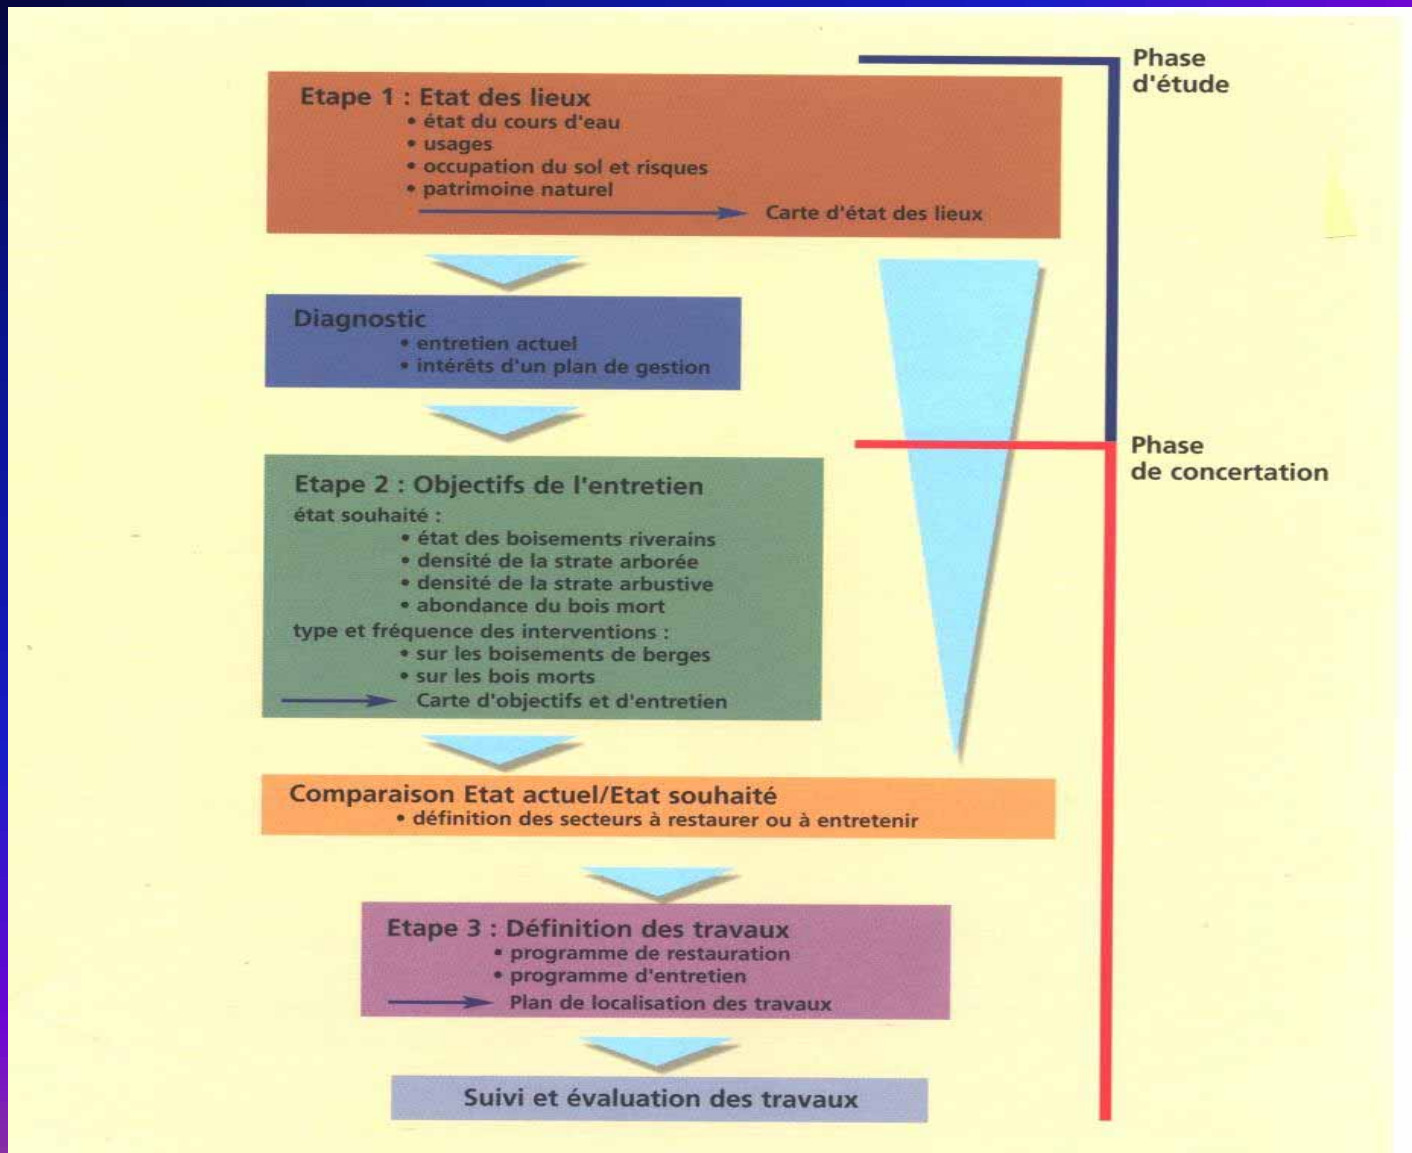 Phase
d'étude
Etape 1 : Etat des lieux
• état du cours d'eau
• usages
• occupation du sol et risques
• patrimoine naturel
Carte d'état des lieux
Diagnostic
• entretien actuel
• intérêts d'un plan de gestion
Phase
de concertation
Etape 2 : Objectifs de l'entretien
état souhaité :
• état des boisements riverains
• densité de la strate arborée
• densité de la strate arbustive
• abondance du bois mort
type et fréquence des interventions :
• sur les boisements de berges
• sur les bois morts
Carte d'objectifs et d'entretien
Comparaison Etat actuel/Etat souhaité
• définition des secteurs à restaurer ou à entretenir
Etape 3 : Définition des travaux
• programme de restauration
• programme d'entretien
Plan de localisation des travaux
Suivi et évaluation des travaux